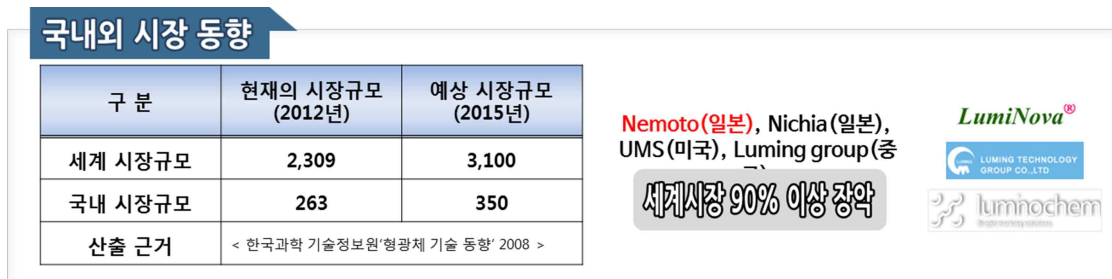 국내외 시장 동향
구 분
현재의 시장규모
(2012년)
예상 시장규모
(2015년)
세계 시장규모
2,309
3,100
국내 시장규모
263
350
산출 근거
< 한국과학 기술정보원‘형광체 기술 동향’ 2008 >
Nemoto(일본), Nichia(일본),
UMS(미국), Luming group(중
세계시장 90% 이상 장악
LumiNova®
LUMING TECHNOLOGY
GROUP CO.,LTD
lumnochem